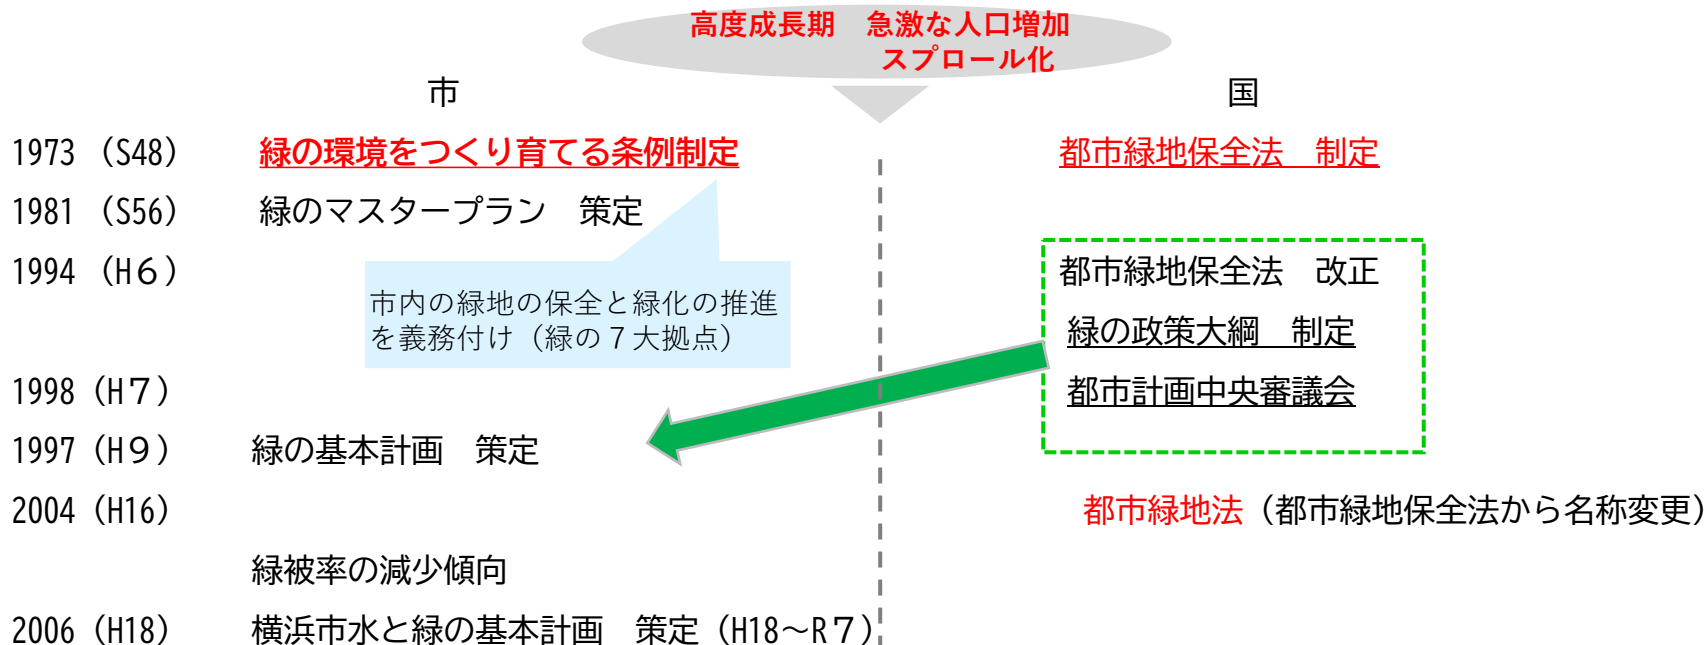 高度成長期　急激な人口増加
スプロール化
市　国
1973 （S48）　緑の環境をつくり育てる条例制定　都市緑地保全法　制定
1981 （S56）　緑のマスタープラン　策定
1994 （H６）　都市緑地保全法　改正
市内の緑地の保全と緑化の推進
を義務付け（緑の７大拠点）
緑の政策大綱　制定
1998（H７）　都市計画中央審議会
1997（H９）　緑の基本計画　策定
2004（H16）　都市緑地法（都市緑地保全法から名称変更）
緑被率の減少傾向
2006（H18）　横浜市水と緑の基本計画　策定（H18～R７）